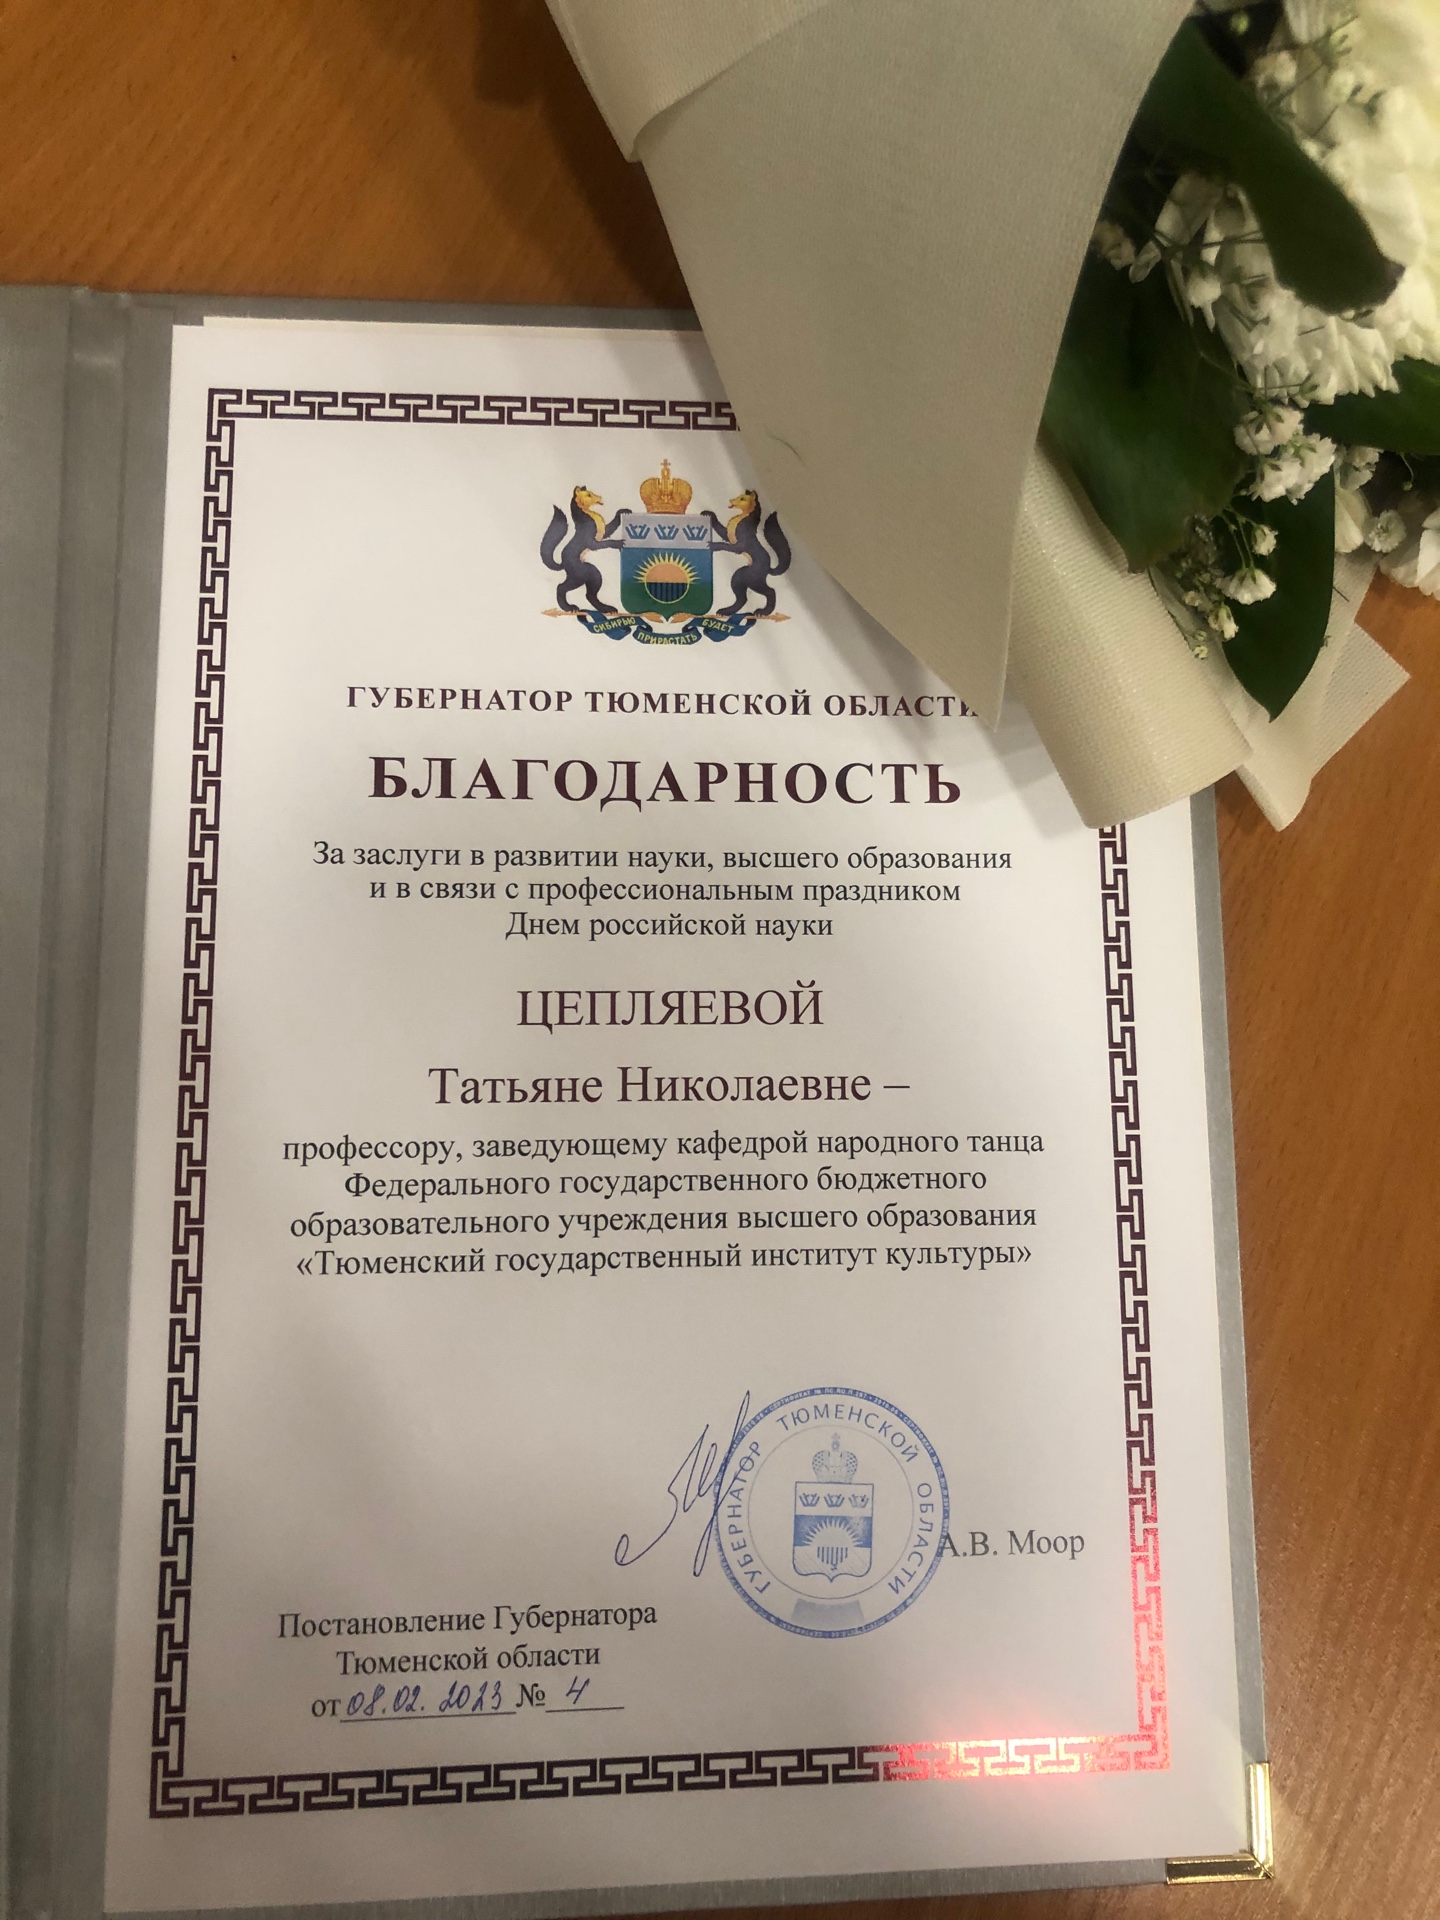 СИБИРЬЮ ПРИРАСТАТЬ БУДЕТ
ГУБЕРНАТОР ТЮМЕНСКОЙ ОБЛАСТИ
БЛАГОДАРНОСТЬ
За заслуги в развитии науки, высшего образования
и в связи с профессиональным праздником
Днем российской науки
ЦЕПЛЯЕВОЙ
Татьяне Николаевне –
профессору, заведующему кафедрой народного танца
Федерального государственного бюджетного
образовательного учреждения высшего образования
«Тюменский государственный институт культуры»
ГУБЕРНАТОР ТЮМЕНСКОЙ ОБЛАСТИ
А.В. Моор
Постановление Губернатора
Тюменской области
от 08.02. 2023 № 4